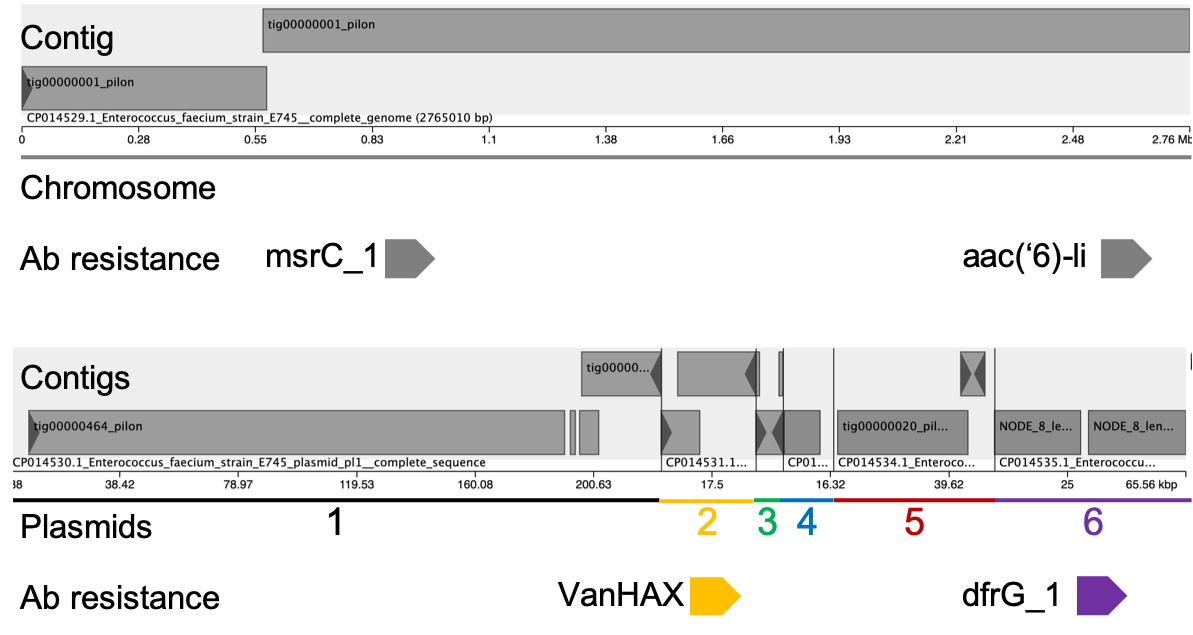 tig00000001_pilon
Contig
tig00000001_pilon
CP014529.1_Enterococcus_faecium_strain_E745__complete_genome (2765010 bp)
0 0.28 0.55 0.83 1.1 1.38 1.66 1.93 2.21 2.48 2.76 Mb
Chromosome
Ab resistance msrC_1 aac(‘6)-li
Contigs tig00000...
tig00000464_pilon tig00000020_pil... NODE_8_le... NODE_8_len...
CP014530.1_Enterococcus_faecium_strain_E745_plasmid_pl1__complete_sequence CP014531.1... CP01... CP014534.1_Enteroco... CP014535.1_Enterococcu...
38.42 78.97 119.53 160.08 200.63 17.5 16.32 39.62 25 65.56 kbp
Plasmids 1 2 3 4 5 6
Ab resistance VanHAX dfrG_1